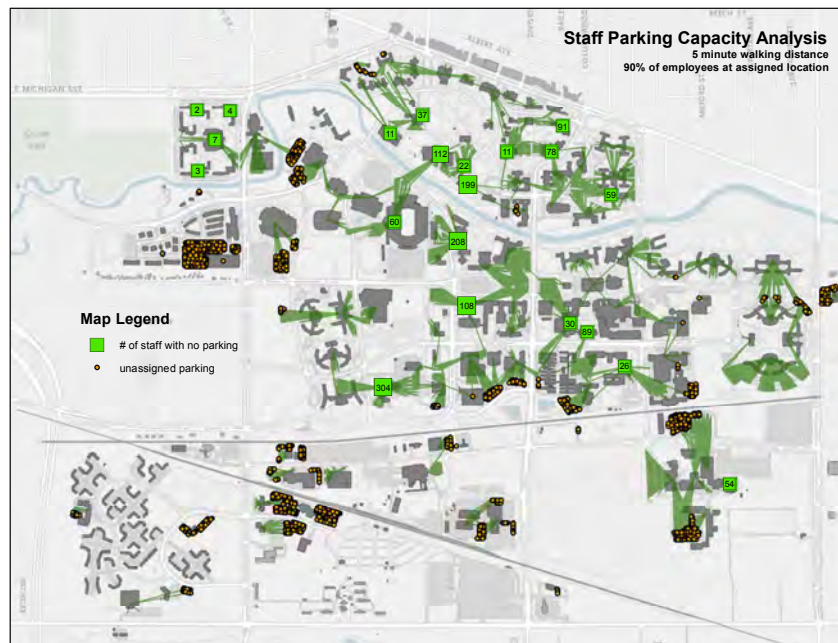 BEECH ST
Staff Parking Capacity Analysis
5 minute walking distance
90% of employees at assigned location
ALBERT AVE
E MICHIGAN AVE
2
4
37
91
11
7
112
11
78
22
3
199
59
60
208
108
30
89
Map Legend
# of staff with no parking
unassigned parking
26
304
54